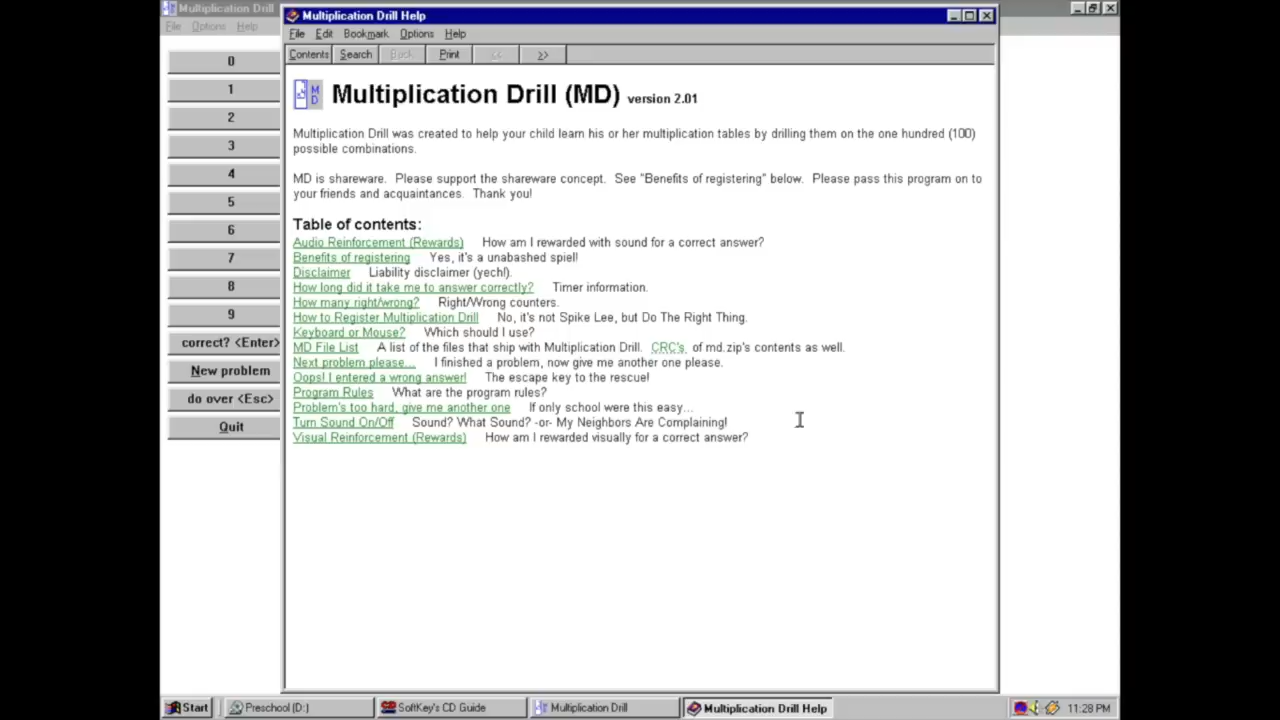 Multiplication Drill
File Options Help
0
1
2
3
4
5
6
7
8
9
correct? <Enter>
New problem
do over <Esc>
Quit
Multiplication Drill Help
File Edit Bookmark Options Help
Contents Search Back Print << >>
MD
Multiplication Drill (MD) version 2.01
Multiplication Drill was created to help your child learn his or her multiplication tables by drilling them on the one hundred (100)
possible combinations.
MD is shareware. Please support the shareware concept. See "Benefits of registering" below. Please pass this program on to
your friends and acquaintances. Thank you!
Table of contents:
Audio Reinforcement (Rewards) How am I rewarded with sound for a correct answer?
Benefits of registering Yes, it's a unabashed spiel!
Disclaimer Liability disclaimer (yech!).
How long did it take me to answer correctly? Timer information.
How many right/wrong? Right/Wrong counters.
How to Register Multiplication Drill No, it's not Spike Lee, but Do The Right Thing.
Keyboard or Mouse? Which should I use?
MD File List A list of the files that ship with Multiplication Drill. CRC's of md.zip's contents as well.
Next problem please... I finished a problem, now give me another one please.
Oops! I entered a wrong answer! The escape key to the rescue!
Program Rules What are the program rules?
Problem's too hard, give me another one If only school were this easy...
Turn Sound On/Off Sound? What Sound? -or- My Neighbors Are Complaining!
Visual Reinforcement (Rewards) How am I rewarded visually for a correct answer?
Start Preschool (D:) SoftKey's CD Guide Multiplication Drill Multiplication Drill Help 11:28 PM